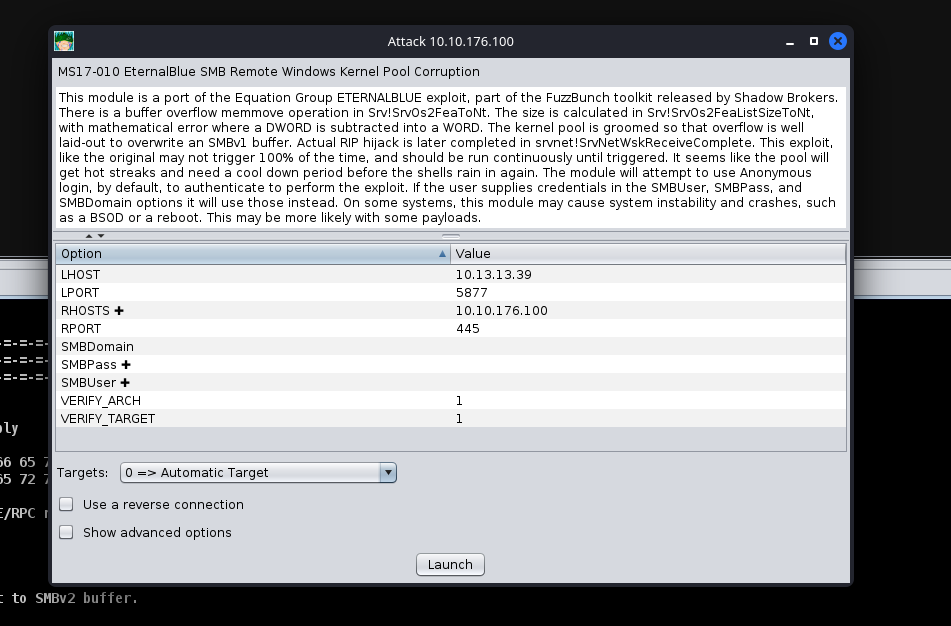 Attack 10.10.176.100
MS17-010 EternalBlue SMB Remote Windows Kernel Pool Corruption
This module is a port of the Equation Group ETERNALBLUE exploit, part of the FuzzBunch toolkit released by Shadow Brokers.
There is a buffer overflow memmove operation in Srv!SrvOs2FeaToNt. The size is calculated in Srv!SrvOs2FeaListSizeToNt,
with mathematical error where a DWORD is subtracted into a WORD. The kernel pool is groomed so that overflow is well
laid-out to overwrite an SMBv1 buffer. Actual RIP hijack is later completed in srvnet!SrvNetWskReceiveComplete. This exploit,
like the original may not trigger 100% of the time, and should be run continuously until triggered. It seems like the pool will
get hot streaks and need a cool down period before the shells rain in again. The module will attempt to use Anonymous
login, by default, to authenticate to perform the exploit. If the user supplies credentials in the SMBUser, SMBPass, and
SMBDomain options it will use those instead. On some systems, this module may cause system instability and crashes, such
as a BSOD or a reboot. This may be more likely with some payloads.
Option Value
LHOST 10.13.13.39
LPORT 5877
RHOSTS ✚ 10.10.176.100
RPORT 445
SMBDomain
SMBPass ✚
SMBUser ✚
VERIFY_ARCH 1
VERIFY_TARGET 1
Targets: 0 => Automatic Target
Use a reverse connection
Show advanced options
Launch
-=-=-=--
-=-=-=--
-=-=-=--
66 65
65 72
E/RPC
to SMBv2 buffer.